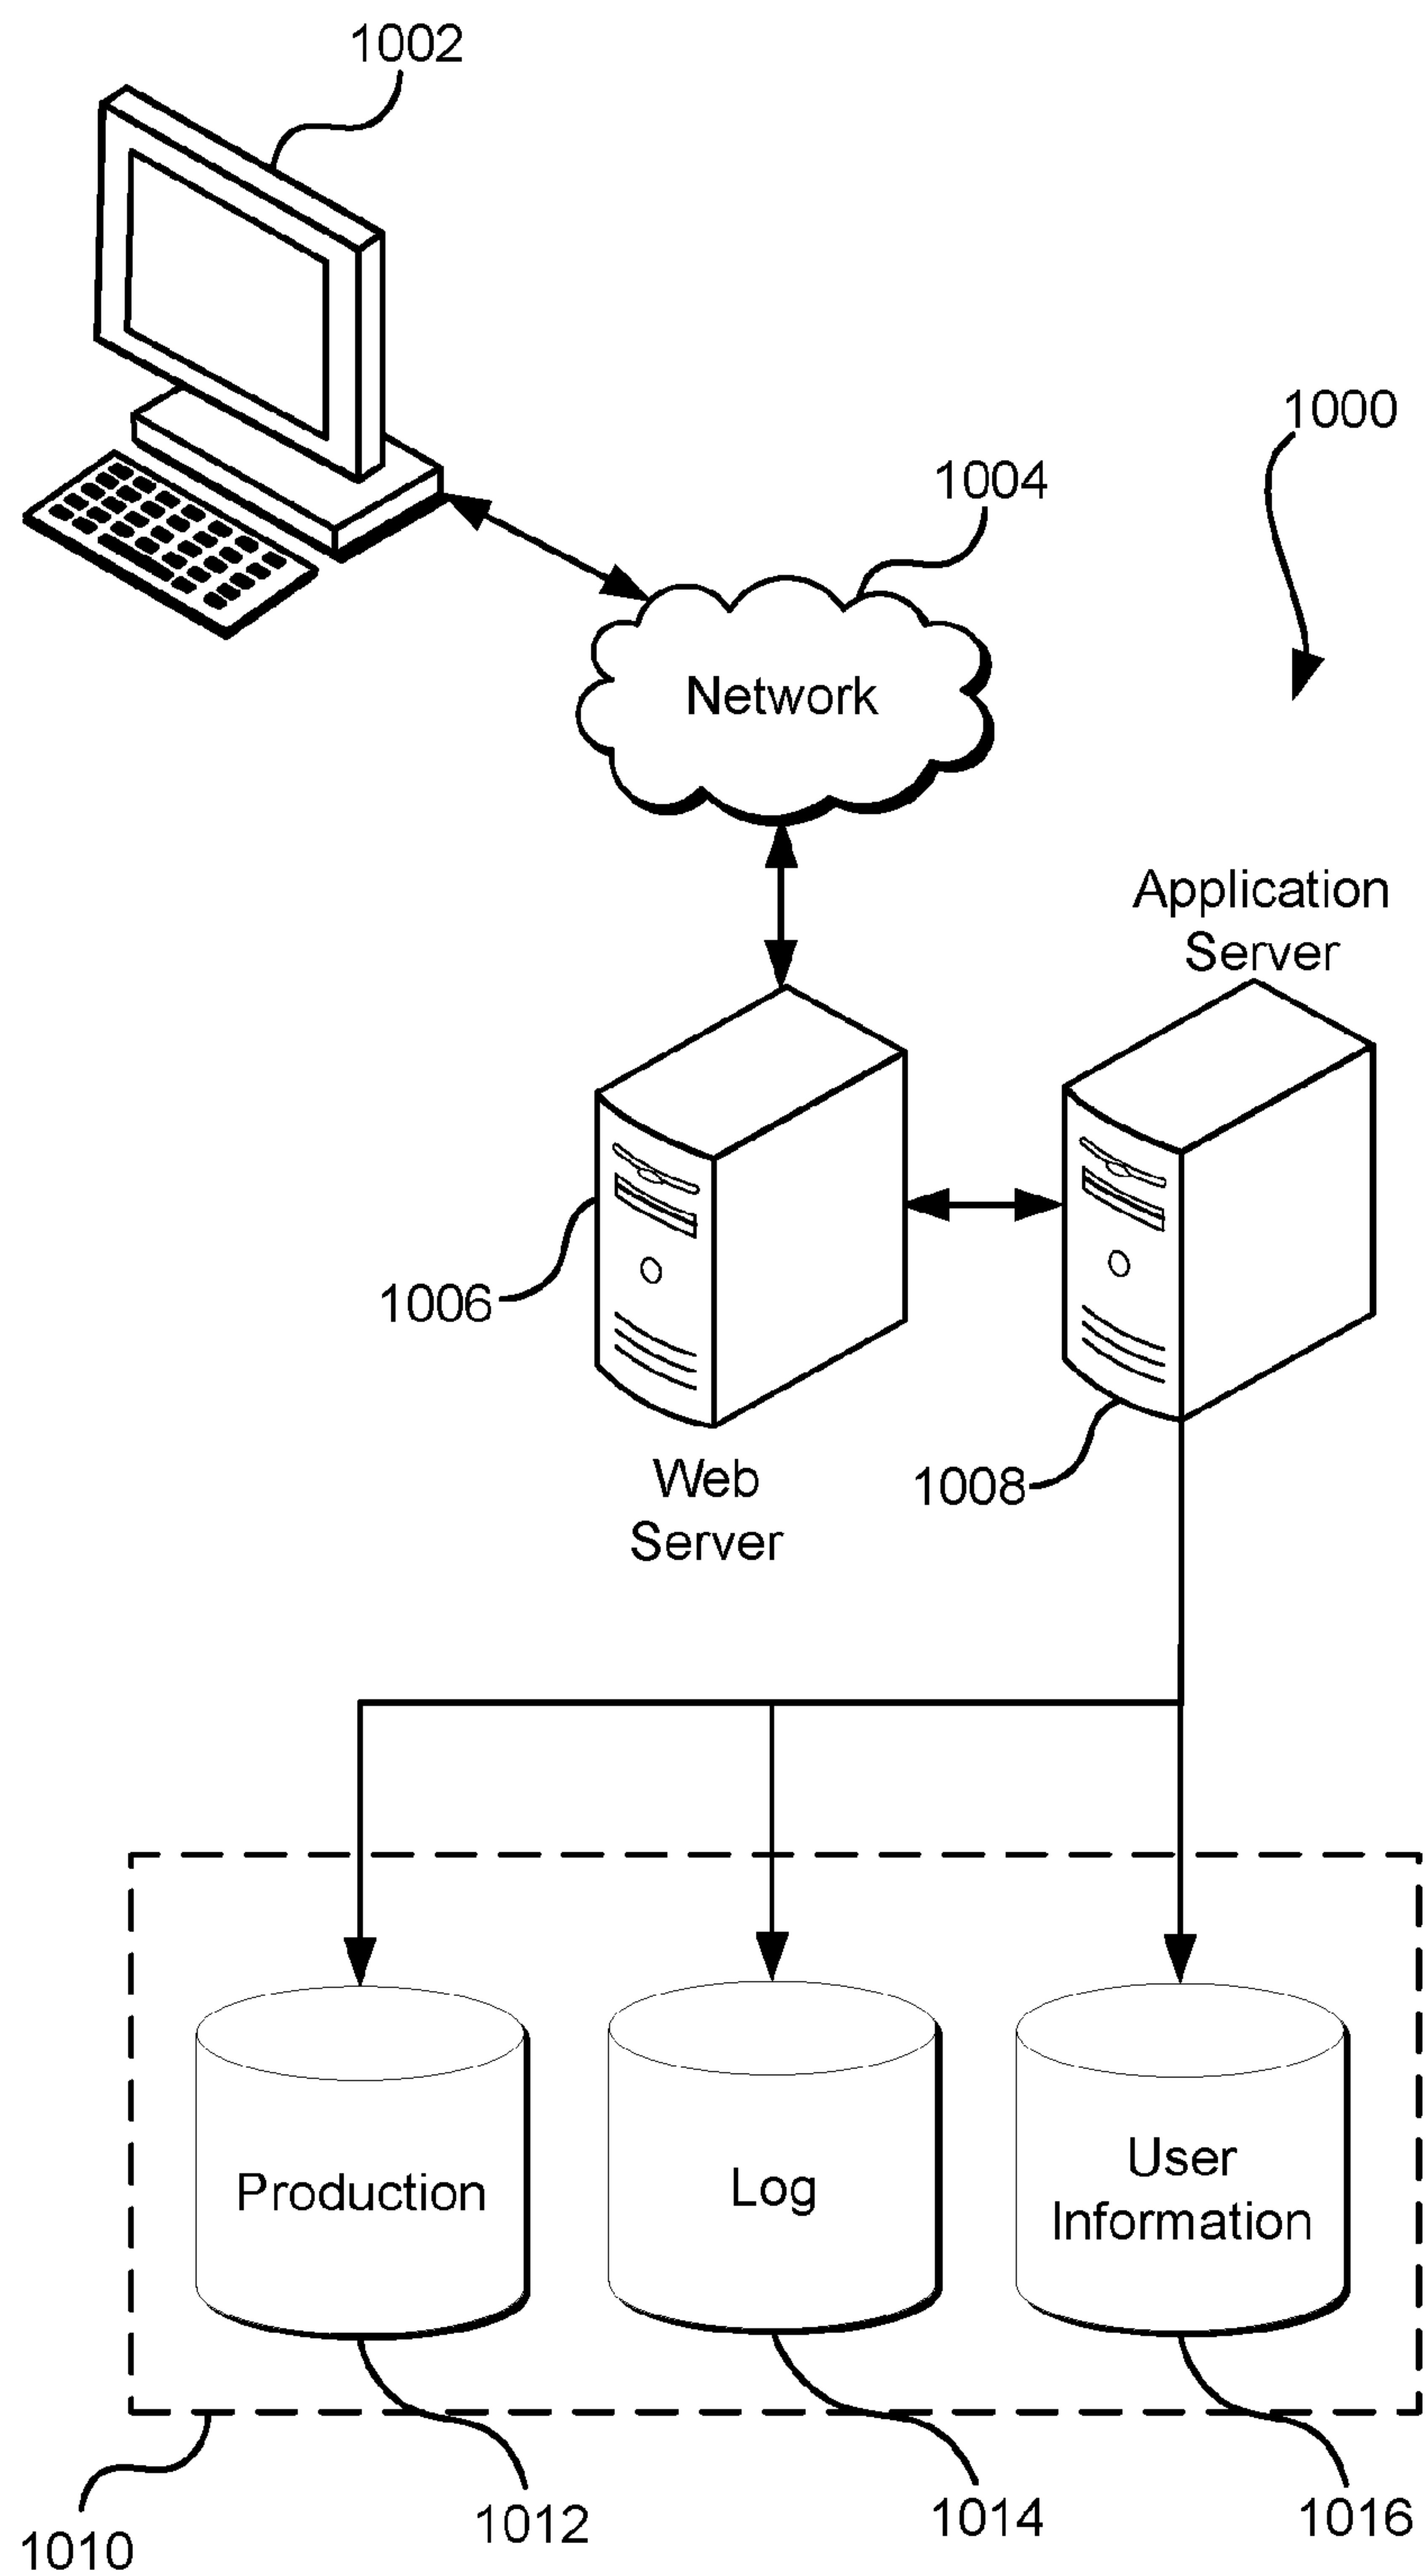 1002
1000
1004
Network
Application
Server
1006
Web
Server
1008
Production
Log
User
Information
1010
1012
1014
1016